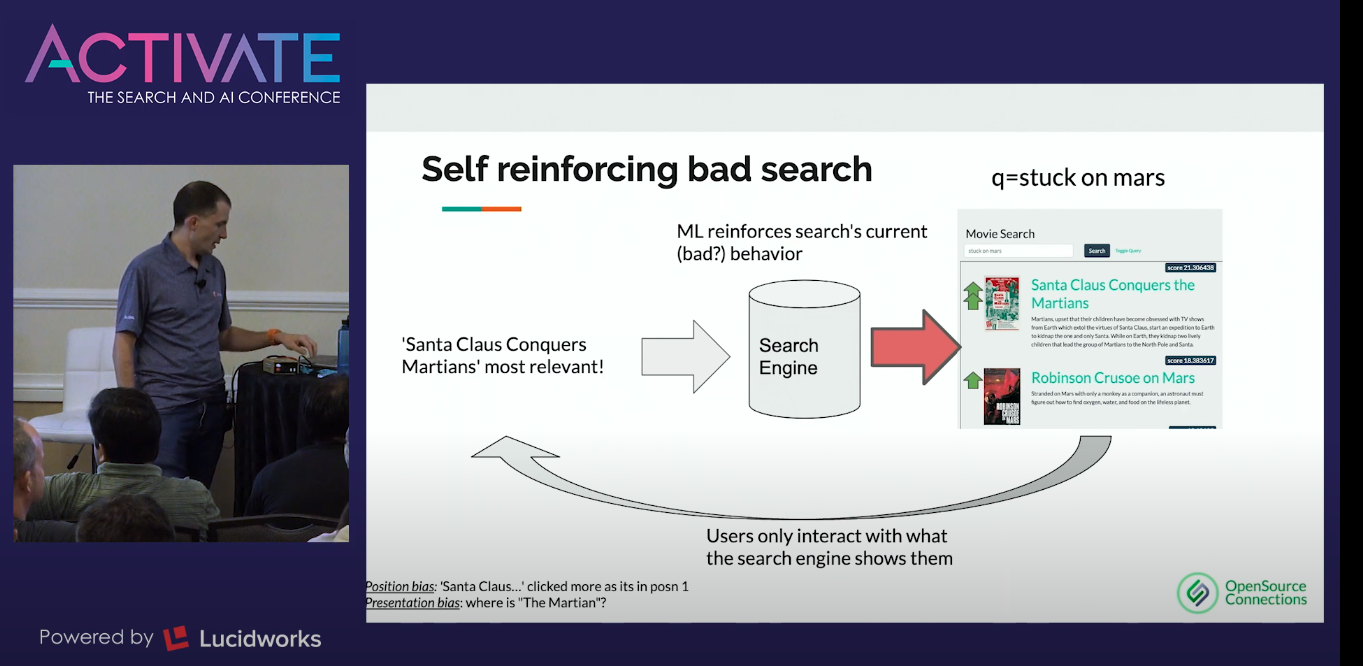 ACTIVATE
THE SEARCH AND AI CONFERENCE
Self reinforcing bad search
q=stuck on mars
ML reinforces search's current
(bad?) behavior
'Santa Claus Conquers
Martians' most relevant!
Search
Engine
Movie Search
stuck on mars
Search
Toggle Query
score 21.306438
Santa Claus Conquers the
Martians
Martians, upset that their children have become obsessed with TV shows
from Earth which extol the virtues of Santa Claus, start an expedition to Earth
to kidnap the one and only Santa. While on Earth, they kidnap two lively
children that lead the group of Martians to the North Pole and Santa.
score 18.383617
Robinson Crusoe on Mars
Stranded on Mars with only a monkey as a companion, an astronaut must
figure out how to find oxygen, water, and food on the lifeless planet.
ROBINSON
CRUSOE
ON MARS
Users only interact with what
the search engine shows them
Position bias: 'Santa Claus...' clicked more as its in posn 1
Presentation bias: where is "The Martian"?
OpenSource
Connections
Powered by Lucidworks